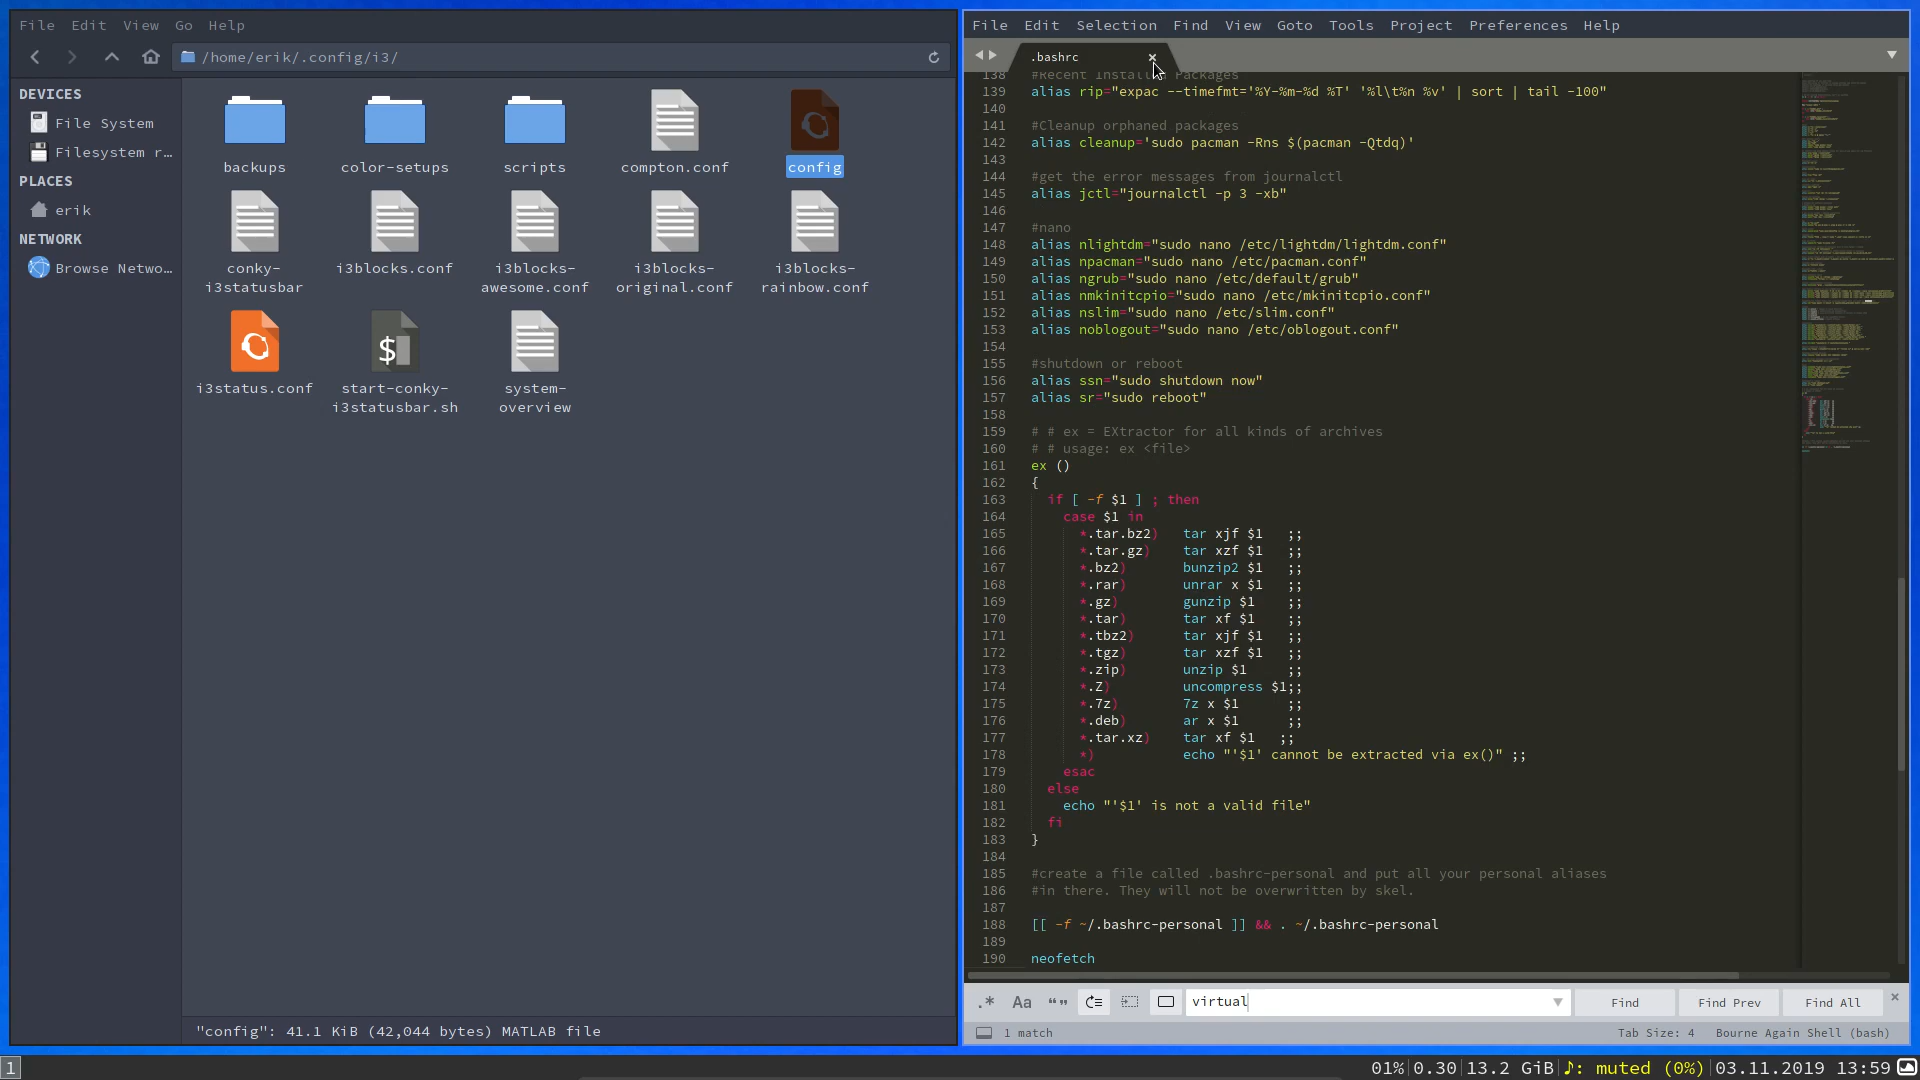 File Edit View Go Help
/home/erik/.config/i3/
DEVICES
File System
Filesystem r…
PLACES
erik
NETWORK
Browse Netwo…
backups
color-setups
scripts
compton.conf
config
conky-
i3statusbar
i3blocks.conf
i3blocks-
awesome.conf
i3blocks-
original.conf
i3blocks-
rainbow.conf
i3status.conf
$
start-conky-
i3statusbar.sh
system-
overview
"config": 41.1 KiB (42,044 bytes) MATLAB file
File Edit Selection Find View Goto Tools Project Preferences Help
.bashrc
138 #Recent Installed Packages
139 alias rip="expac --timefmt='%Y-%m-%d %T' '%l\t%n %v' | sort | tail -100"
140
141 #Cleanup orphaned packages
142 alias cleanup='sudo pacman -Rns $(pacman -Qtdq)'
143
144 #get the error messages from journalctl
145 alias jctl="journalctl -p 3 -xb"
146
147 #nano
148 alias nlightdm="sudo nano /etc/lightdm/lightdm.conf"
149 alias npacman="sudo nano /etc/pacman.conf"
150 alias ngrub="sudo nano /etc/default/grub"
151 alias nmkinitcpio="sudo nano /etc/mkinitcpio.conf"
152 alias nslim="sudo nano /etc/slim.conf"
153 alias noblogout="sudo nano /etc/oblogout.conf"
154
155 #shutdown or reboot
156 alias ssn="sudo shutdown now"
157 alias sr="sudo reboot"
158
159 # # ex = EXtractor for all kinds of archives
160 # # usage: ex <file>
161 ex ()
162 {
163 if [ -f $1 ] ; then
164 case $1 in
165 *.tar.bz2) tar xjf $1 ;;
166 *.tar.gz) tar xzf $1 ;;
167 *.bz2) bunzip2 $1 ;;
168 *.rar) unrar x $1 ;;
169 *.gz) gunzip $1 ;;
170 *.tar) tar xf $1 ;;
171 *.tbz2) tar xjf $1 ;;
172 *.tgz) tar xzf $1 ;;
173 *.zip) unzip $1 ;;
174 *.Z) uncompress $1;;
175 *.7z) 7z x $1 ;;
176 *.deb) ar x $1 ;;
177 *.tar.xz) tar xf $1 ;;
178 *) echo "'$1' cannot be extracted via ex()" ;;
179 esac
180 else
181 echo "'$1' is not a valid file"
182 fi
183 }
184
185 #create a file called .bashrc-personal and put all your personal aliases
186 #in there. They will not be overwritten by skel.
187
188 [[ -f ~/.bashrc-personal ]] && . ~/.bashrc-personal
189
190 neofetch
.* Aa “” virtual Find Find Prev Find All
1 match Tab Size: 4 Bourne Again Shell (bash)
1 01%|0.30|13.2 GiB|♪: muted (0%)|03.11.2019 13:59